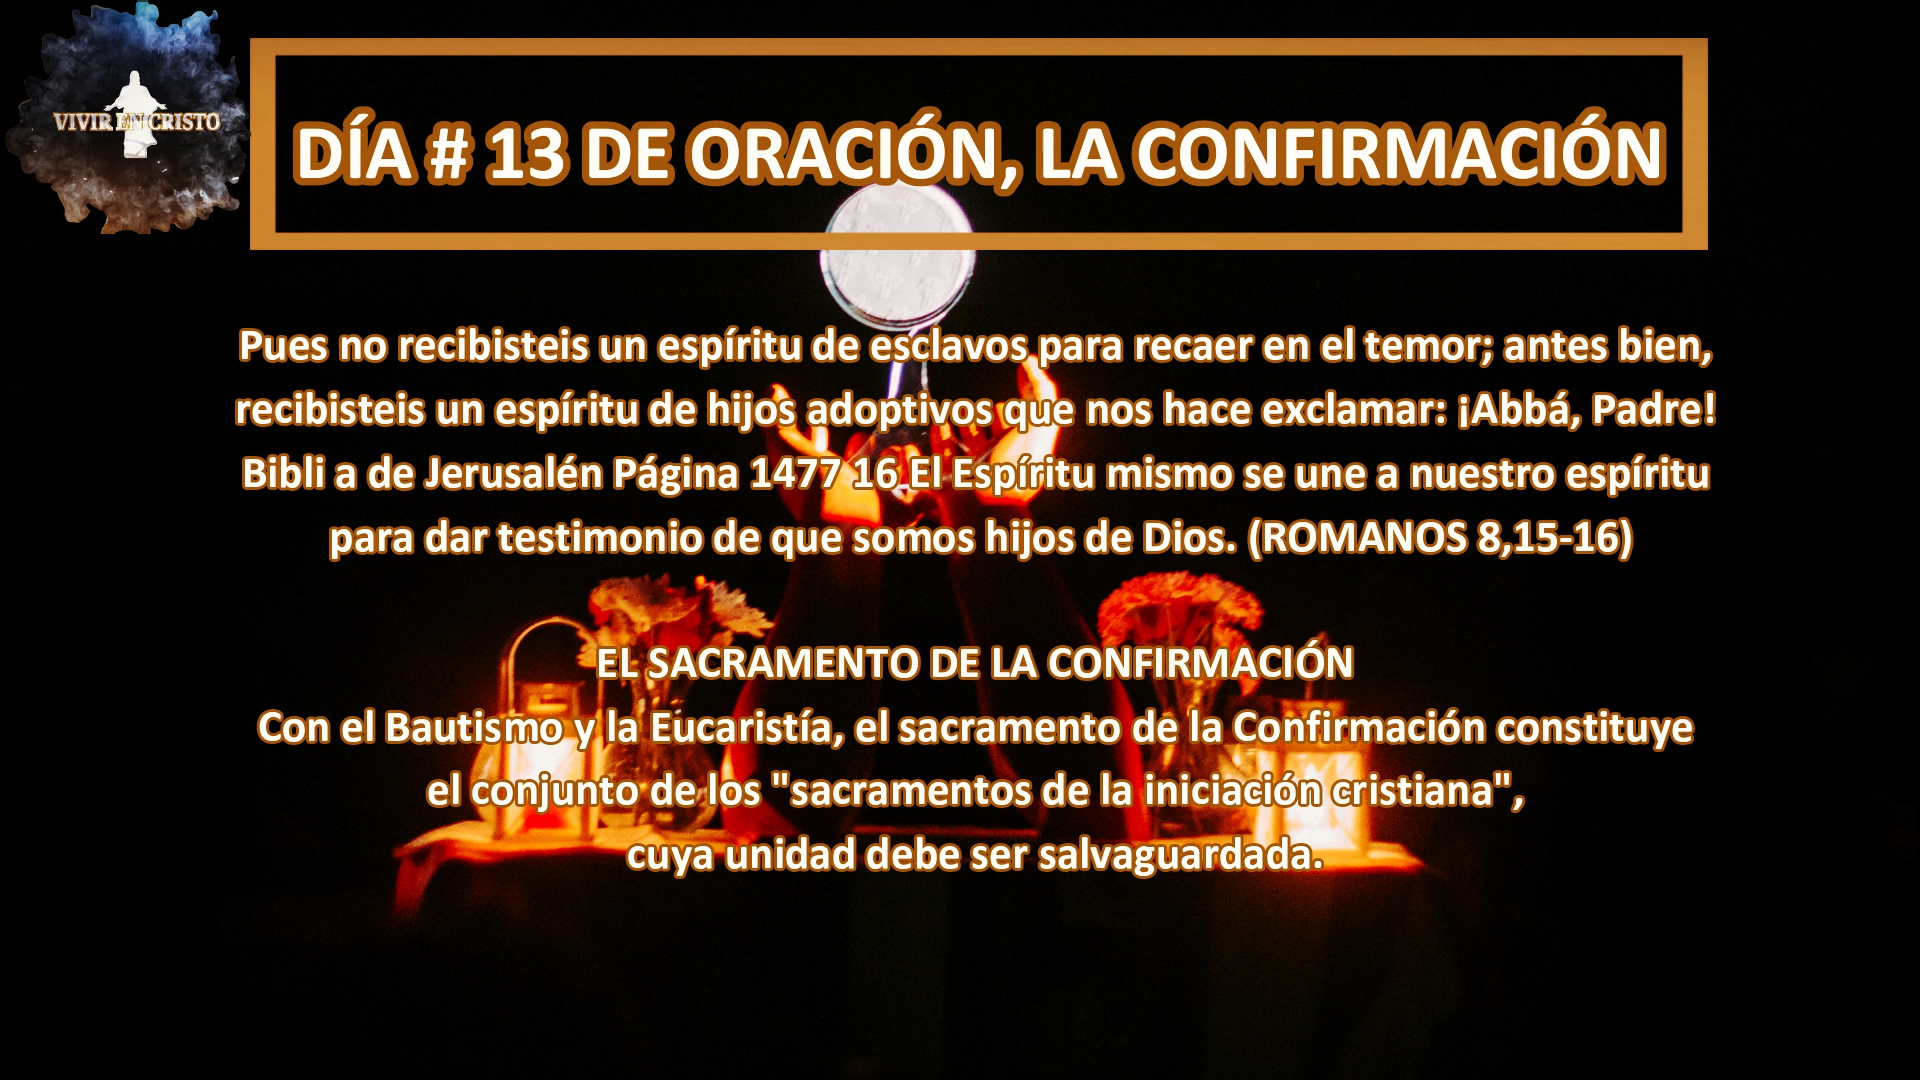 VIVIR EN CRISTO
DÍA # 13 DE ORACIÓN, LA CONFIRMACIÓN
Pues no recibisteis un espíritu de esclavos para recaer en el temor; antes bien,
recibisteis un espíritu de hijos adoptivos que nos hace exclamar: ¡Abbá, Padre!
Bibli a de Jerusalén Página 1477 16 El Espíritu mismo se une a nuestro espíritu
para dar testimonio de que somos hijos de Dios. (ROMANOS 8,15-16)
EL SACRAMENTO DE LA CONFIRMACIÓN
Con el Bautismo y la Eucaristía, el sacramento de la Confirmación constituye
el conjunto de los "sacramentos de la iniciación cristiana",
cuya unidad debe ser salvaguardada.